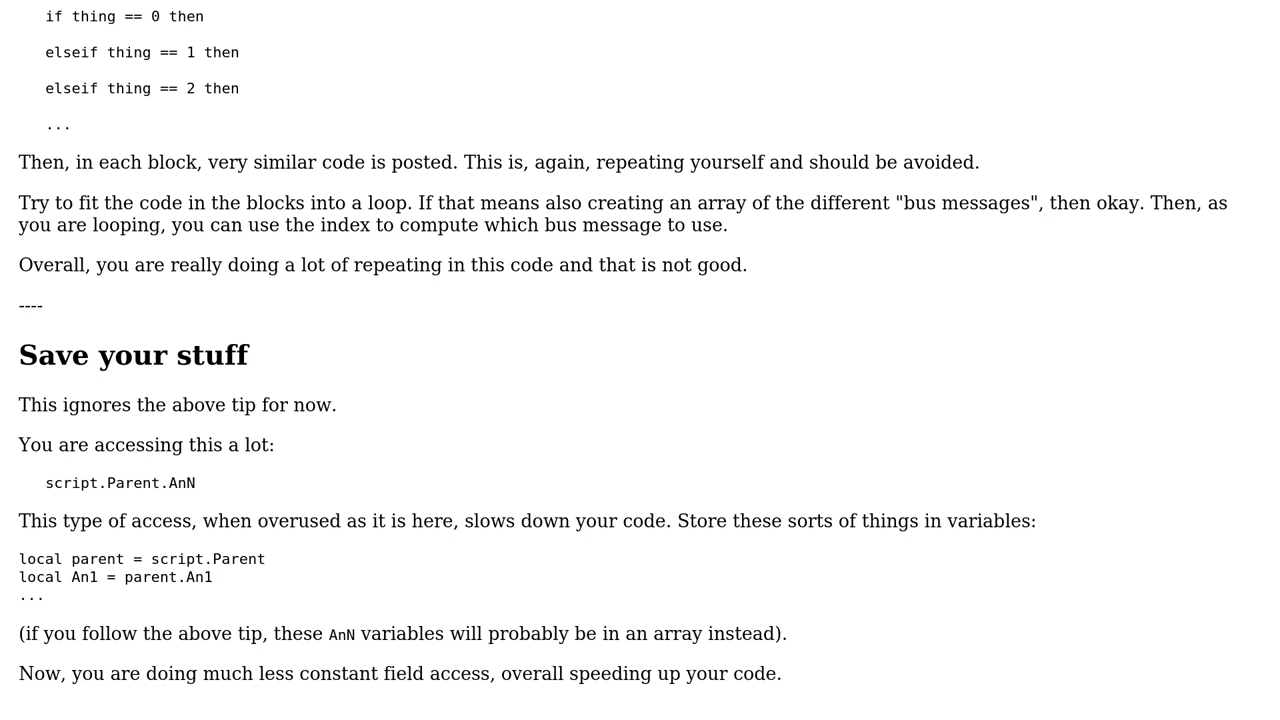 if thing == 0 then
elseif thing == 1 then
elseif thing == 2 then
...
Then, in each block, very similar code is posted. This is, again, repeating yourself and should be avoided.
Try to fit the code in the blocks into a loop. If that means also creating an array of the different "bus messages", then okay. Then, as
you are looping, you can use the index to compute which bus message to use.
Overall, you are really doing a lot of repeating in this code and that is not good.
----
Save your stuff
This ignores the above tip for now.
You are accessing this a lot:
script.Parent.AnN
This type of access, when overused as it is here, slows down your code. Store these sorts of things in variables:
local parent = script.Parent
local An1 = parent.An1
...
(if you follow the above tip, these AnN variables will probably be in an array instead).
Now, you are doing much less constant field access, overall speeding up your code.